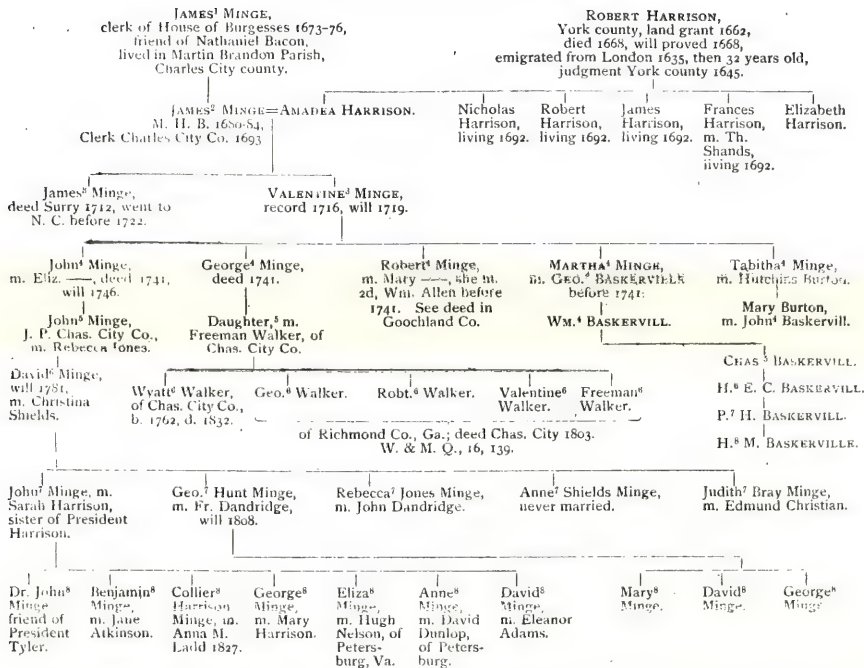 JAMES¹ MINGE,
clerk of House of Burgesses 1673-76,
friend of Nathaniel Bacon,
lived in Martin Brandon Parish,
Charles City county.
ROBERT HARRISON,
York county, land grant 1662,
died 1668, will proved 1668,
emigrated from London 1635, then 32 years old,
judgment York county 1645.
JAMES² MINGE=AMADEA HARRISON.
M. H. B. 1680-84,
Clerk Charles City Co. 1693
Nicholas
Harrison,
living 1692.
Robert
Harrison,
living 1692.
James
Harrison,
living 1692.
Frances
Harrison,
m. Th.
Shands,
living 1692.
Elizabeth
Harrison.
James³ Minge,
deed Surry 1712, went to
N. C. before 1722.
VALENTINE³ MINGE,
record 1716, will 1719.
John⁴ Minge,
m. Eliz. ——, deed 1741,
will 1746.
George⁴ Minge,
deed 1741.
Robert⁴ Minge,
m. Mary ——, she m.
2d, Wm. Allen before
1741. See deed in
Goochland Co.
MARTHA⁴ MINGE,
m. GEO.⁴ BASKERVILLE
before 1741.
Tabitha⁴ Minge,
m. Hutchins Burton.
John⁵ Minge,
J. P. Chas. City Co.,
m. Rebecca Jones.
Daughter,⁵ m.
Freeman Walker, of
Chas. City Co.
WM.⁴ BASKERVILL.
Mary Burton,
m. John⁴ Baskervill.
David⁶ Minge,
will 1781,
m. Christina
Shields.
Wyatt⁶ Walker,
of Chas. City Co.,
b. 1762, d. 1832.
Geo.⁶ Walker.
Robt.⁶ Walker.
Valentine⁶
Walker.
Freeman⁶
Walker.
of Richmond Co., Ga.; deed Chas. City 1803.
W. & M. Q., 16, 139.
CHAS⁵ BASKERVILL.
H.⁶ E. C. BASKERVILL.
P.⁷ H. BASKERVILL.
H.⁸ M. BASKERVILLE.
John⁷ Minge, m.
Sarah Harrison,
sister of President
Harrison.
Geo.⁷ Hunt Minge,
m. Fr. Dandridge,
will 1808.
Rebecca⁷ Jones Minge,
m. John Dandridge.
Anne⁷ Shields Minge,
never married.
Judith⁷ Bray Minge,
m. Edmund Christian.
Dr. John⁸
Minge
friend of
President
Tyler.
Benjamin⁸
Minge,
m. Jane
Atkinson.
Collier⁸
Harrison
Minge, m.
Anna M.
Ladd 1827.
George⁸
Minge,
m. Mary
Harrison.
Eliza⁸
Minge,
m. Hugh
Nelson, of
Peters-
burg, Va.
Anne⁸
Minge,
m. David
Dunlop,
of Peters-
burg.
David⁸
Minge,
m. Eleanor
Adams.
Mary⁸
Minge.
David⁸
Minge.
George⁸
Minge